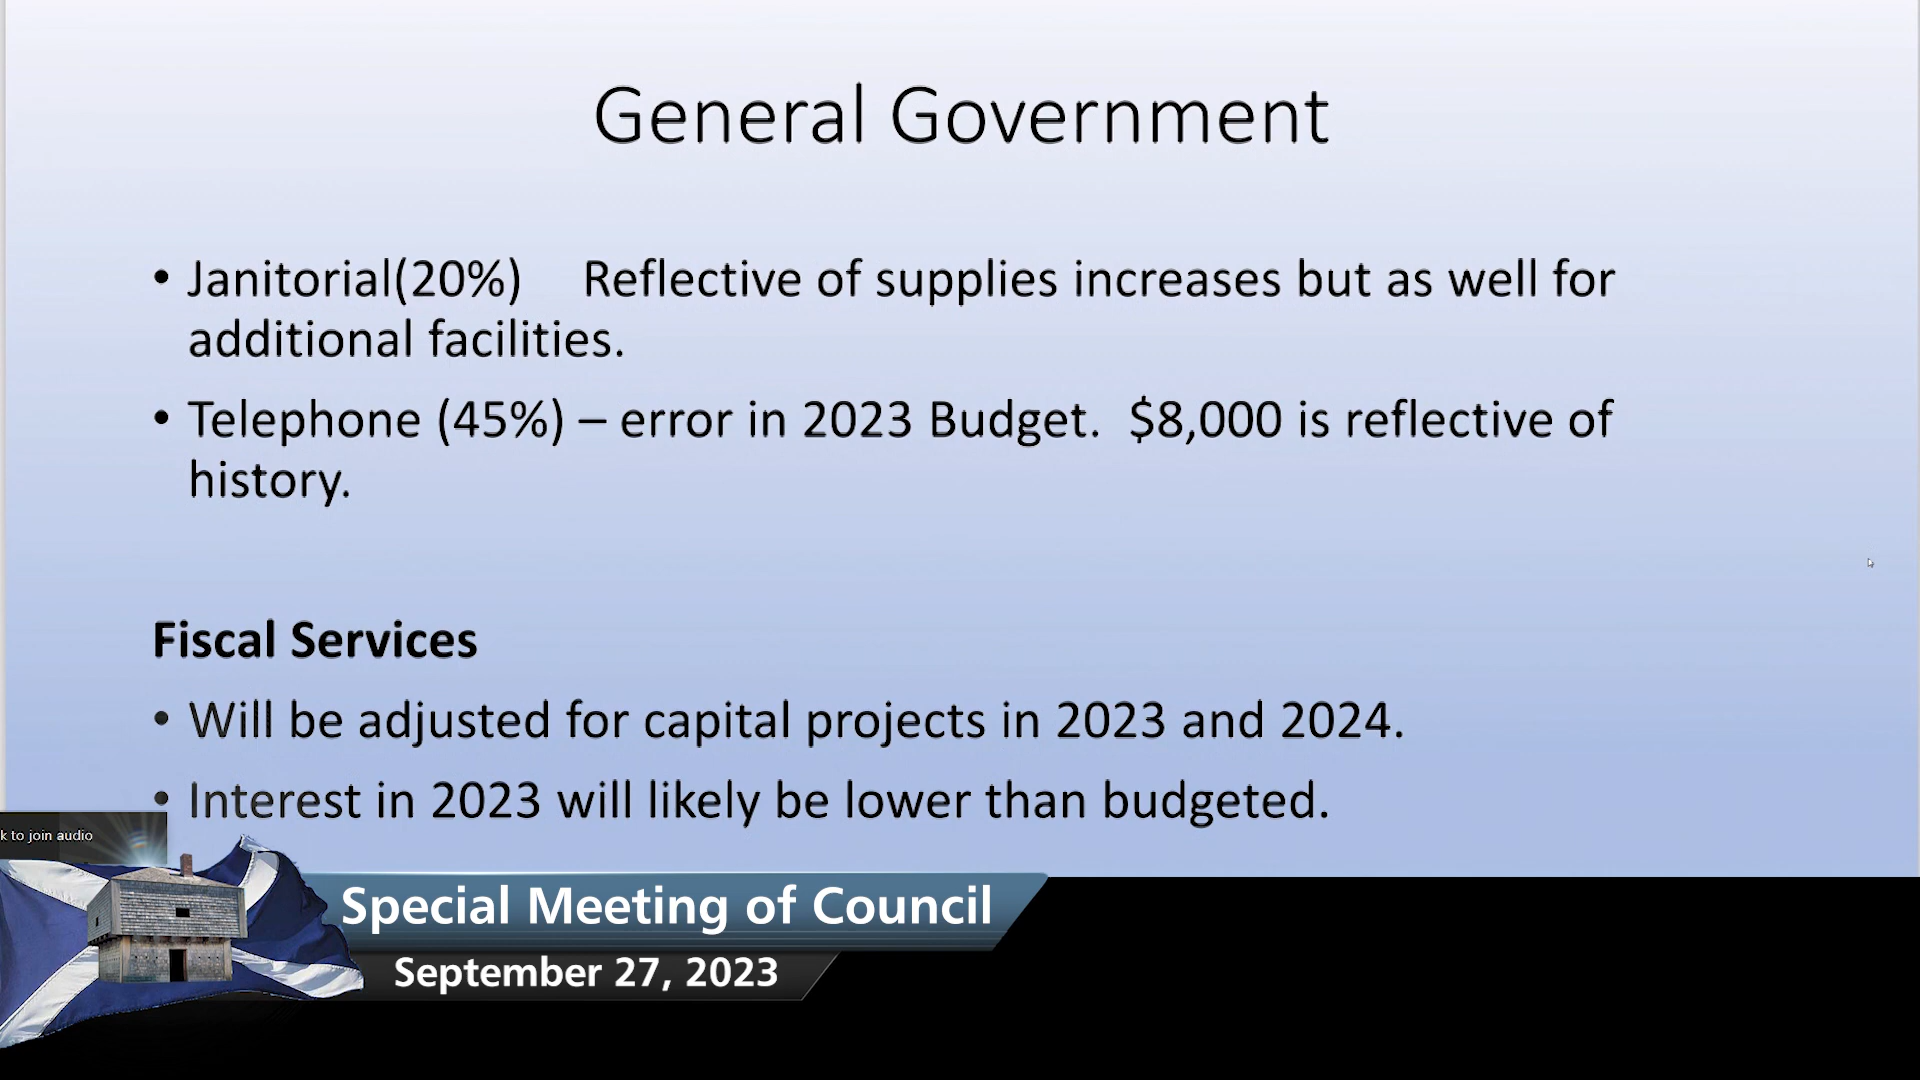 General Government
• Janitorial(20%) Reflective of supplies increases but as well for
additional facilities.
• Telephone (45%) – error in 2023 Budget. $8,000 is reflective of
history.
Fiscal Services
• Will be adjusted for capital projects in 2023 and 2024.
• Interest in 2023 will likely be lower than budgeted.
k to join audio
Special Meeting of Council
September 27, 2023